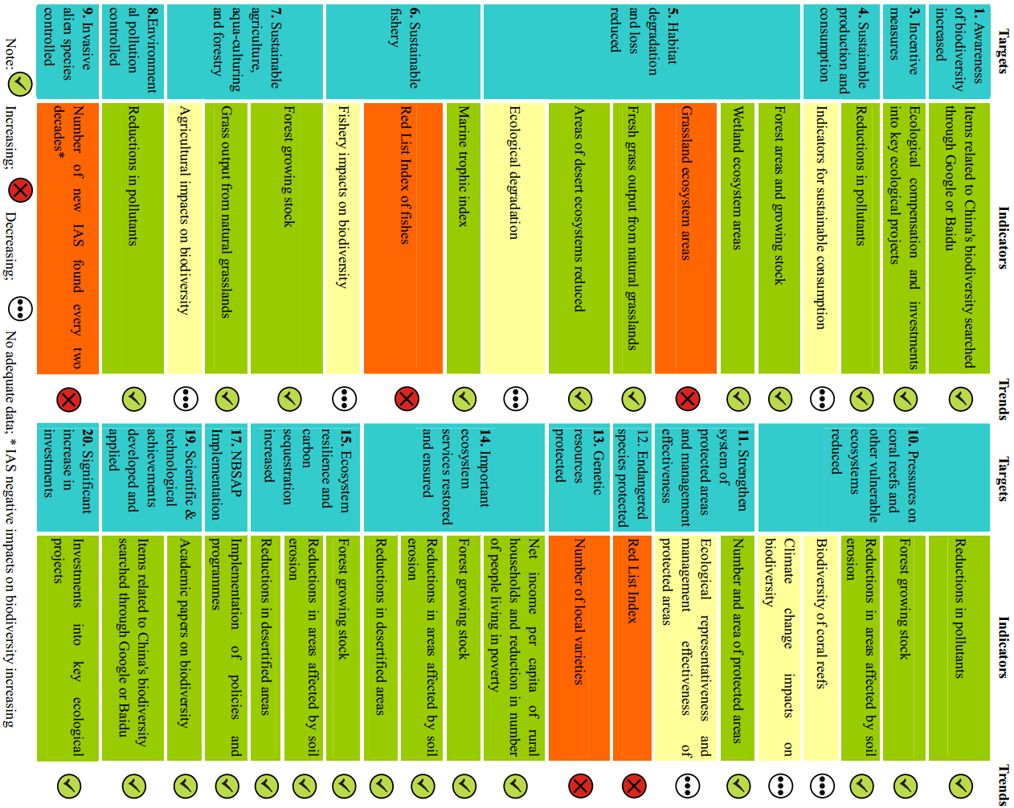 Targets Indicators Trends
1. Awareness
of biodiversity
increased
Items related to China's biodiversity searched
through Google or Baidu
3. Incentive
measures
Ecological compensation and investments
into key ecological projects
4. Sustainable
production and
consumption
Reductions in pollutants
Indicators for sustainable consumption
5. Habitat
degradation
and loss
reduced
Forest areas and growing stock
Wetland ecosystem areas
Grassland ecosystem areas
Fresh grass output from natural grasslands
Areas of desert ecosystems reduced
Ecological degradation
6. Sustainable
fishery
Marine trophic index
Red List Index of fishes
Fishery impacts on biodiversity
7. Sustainable
agriculture,
aqua-culturing
and forestry
Forest growing stock
Grass output from natural grasslands
Agricultural impacts on biodiversity
8.Environment
al pollution
controlled
Reductions in pollutants
9. Invasive
alien species
controlled
Number of new IAS found every two
decades*
Targets Indicators Trends
Reductions in pollutants
10. Pressures on
coral reefs and
other vulnerable
ecosystems
reduced
Forest growing stock
Reductions in areas affected by soil
erosion
Biodiversity of coral reefs
Climate change impacts on
biodiversity
11. Strengthen
system of
protected areas
and management
effectiveness
Number and area of protected areas
Ecological representativeness and
management effectiveness of
protected areas
12. Endangered
species protected
Red List Index
13. Genetic
resources
protected
Number of local varieties
14. Important
ecosystem
services restored
and ensured
Net income per capita of rural
households and reduction in number
of people living in poverty
Forest growing stock
Reductions in areas affected by soil
erosion
Reductions in desertified areas
15. Ecosystem
resilience and
carbon
sequestration
increased
Forest growing stock
Reductions in areas affected by soil
erosion
Reductions in desertified areas
17. NBSAP
Implementation
Implementation of policies and
programmes
19. Scientific &
technological
achievements
developed and
applied
Academic papers on biodiversity
Items related to China's biodiversity
searched through Google or Baidu
20. Significant
increase in
investments
Investments into key ecological
projects
Note: Increasing; Decreasing; No adequate data; * IAS negative impacts on biodiversity increasing